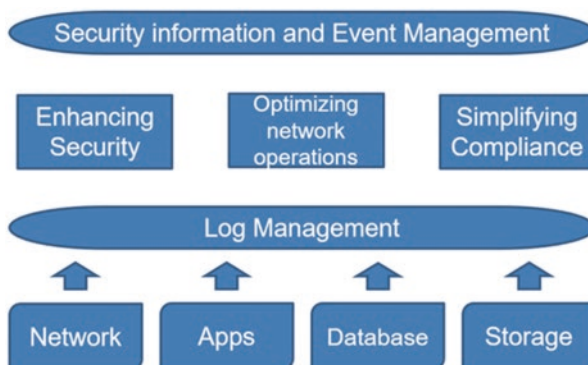 Security information and Event Management
Enhancing
Security
Optimizing
network
operations
Simplifying
Compliance
Log Management
Network
Apps
Database
Storage